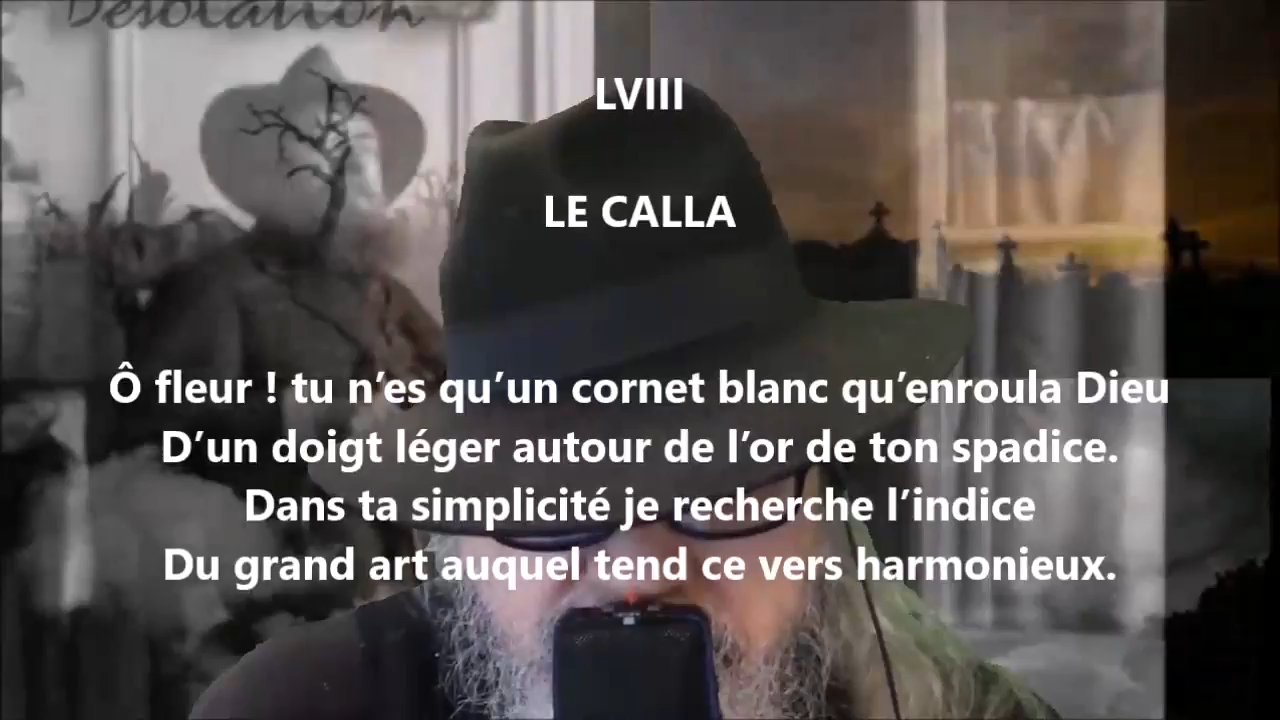 Désolation
LVIII
LE CALLA
Ô fleur ! tu n’es qu’un cornet blanc qu’enroula Dieu
D’un doigt léger autour de l’or de ton spadice.
Dans ta simplicité je recherche l’indice
Du grand art auquel tend ce vers harmonieux.